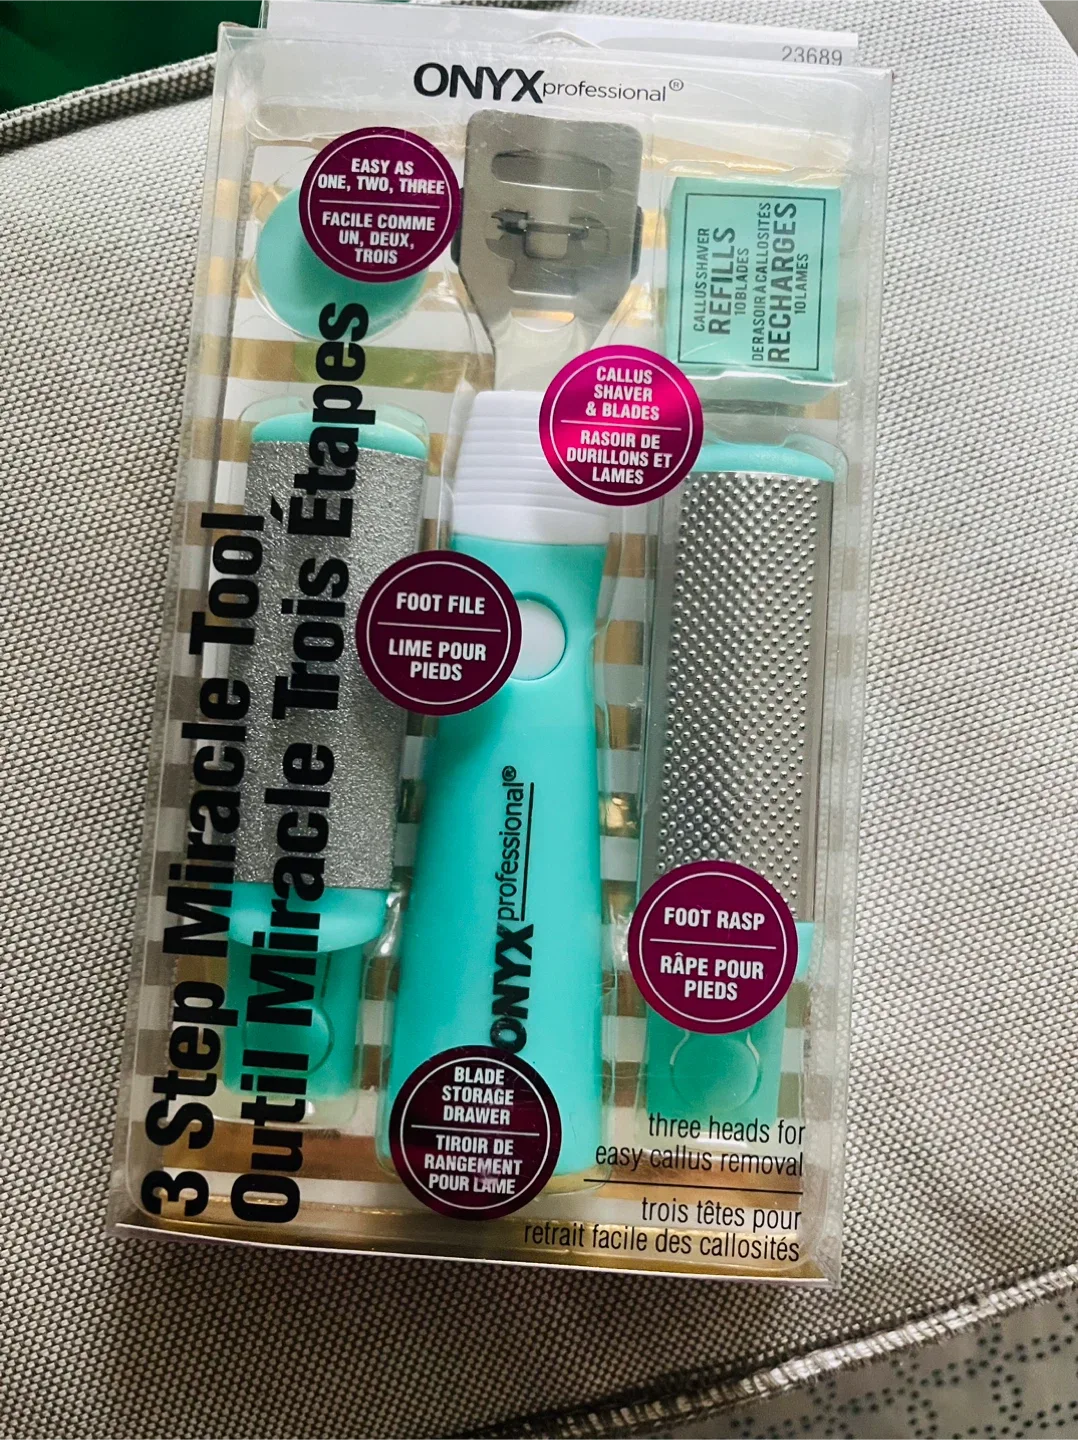 23689
ONYXprofessional®
EASY AS
ONE, TWO, THREE
FACILE COMME
UN, DEUX,
TROIS
CALLUS SHAVER
REFILLS
10 BLADES
DE RASOIR À CALLOSITÉS
RECHARGES
10 LAMES
CALLUS
SHAVER
& BLADES
RASOIR DE
DURILLONS ET
LAMES
3 Step Miracle Tool
Outil Miracle Trois Étapes
FOOT FILE
LIME POUR
PIEDS
ONYX professional®
FOOT RASP
RÂPE POUR
PIEDS
BLADE
STORAGE
DRAWER
TIROIR DE
RANGEMENT
POUR LAME
three heads for
easy callus removal
trois têtes pour
retrait facile des callosités